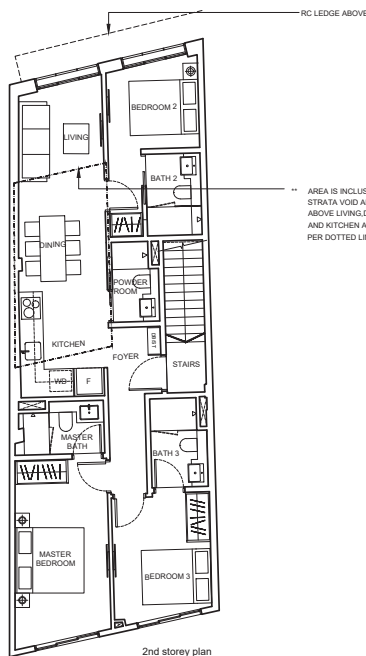 RC LEDGE ABOVE
BEDROOM 2
LIVING
BATH 2
** AREA IS INCLUS
STRATA VOID A
ABOVE LIVING,D
AND KITCHEN A
PER DOTTED LI
DINING
POWDER
ROOM
KITCHEN
FOYER
DB/ST
STAIRS
WD
F
MASTER
BATH
BATH 3
MASTER
BEDROOM
BEDROOM 3
2nd storey plan